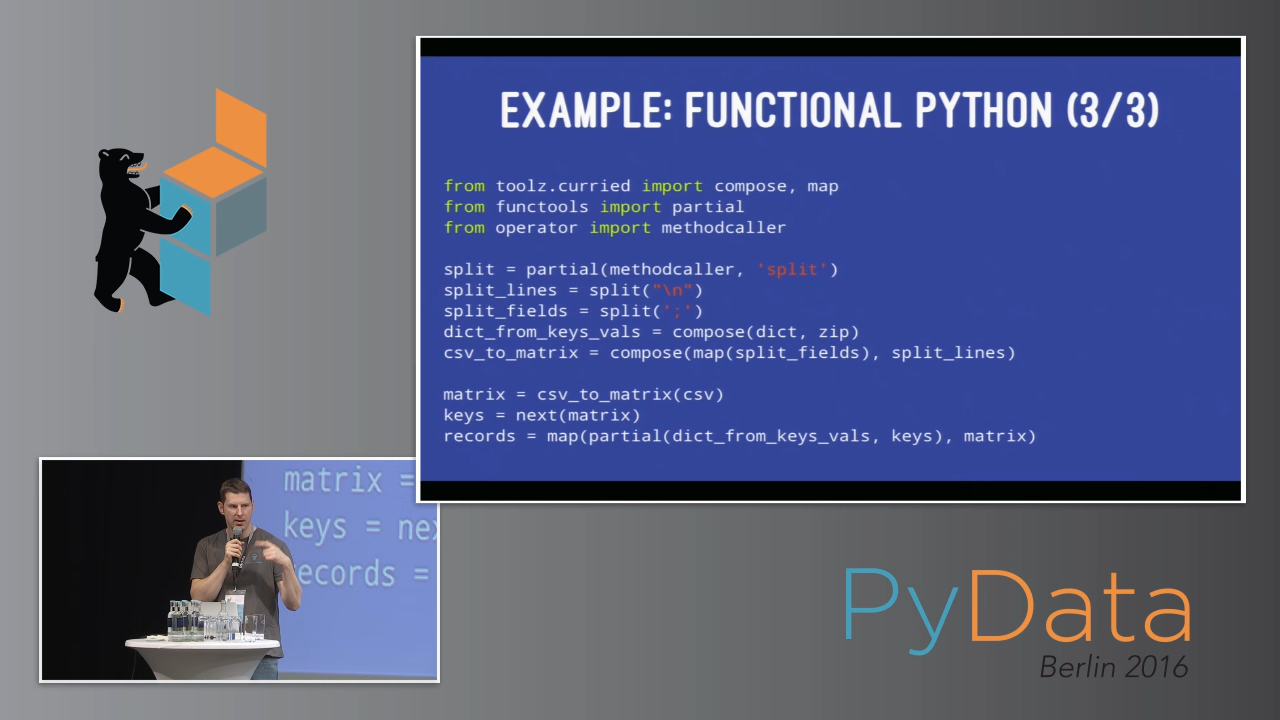 EXAMPLE: FUNCTIONAL PYTHON (3/3)
from toolz.curried import compose, map
from functools import partial
from operator import methodcaller
split = partial(methodcaller, 'split')
split_lines = split("\n")
split_fields = split(';')
dict_from_keys_vals = compose(dict, zip)
csv_to_matrix = compose(map(split_fields), split_lines)
matrix = csv_to_matrix(csv)
keys = next(matrix)
records = map(partial(dict_from_keys_vals, keys), matrix)
matrix =
keys = nex
records =
PyData
Berlin 2016